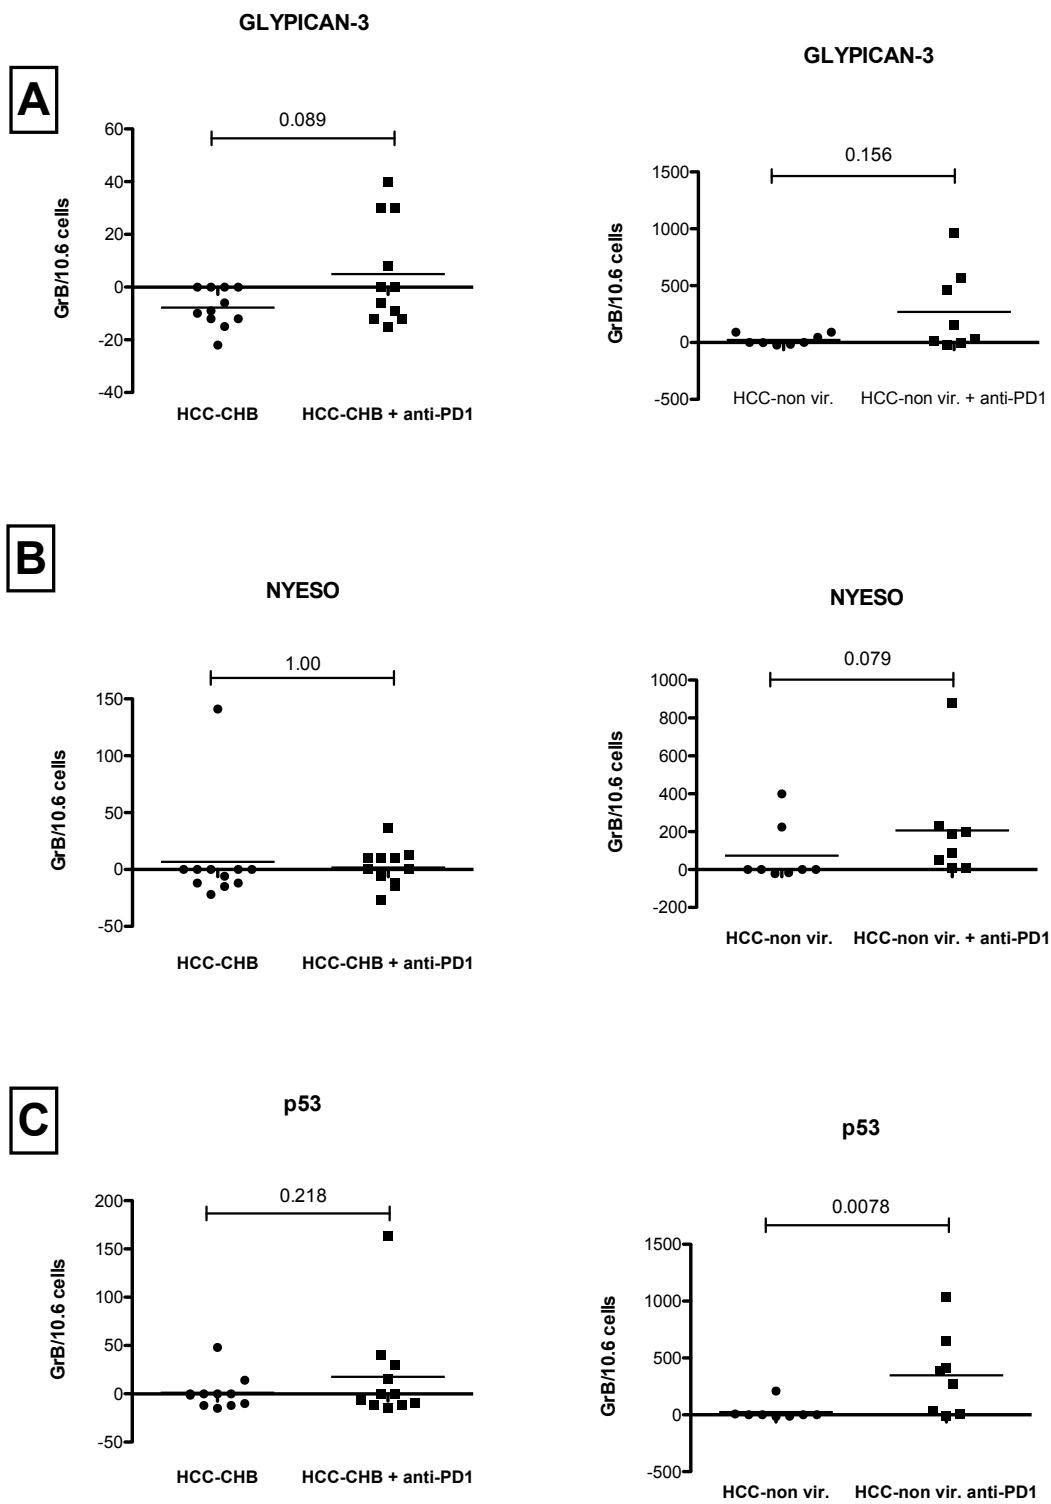 GLYPICAN-3
A
0.089
60
40
20
0
-20
-40
GrB/10.6 cells
HCC-CHB
HCC-CHB + anti-PD1
GLYPICAN-3
0.156
1500
1000
500
0
-500
GrB/10.6 cells
HCC-non vir.
HCC-non vir. + anti-PD1
B
NYESO
1.00
150
100
50
0
-50
GrB/10.6 cells
HCC-CHB
HCC-CHB + anti-PD1
NYESO
0.079
1000
800
600
400
200
0
-200
GrB/10.6 cells
HCC-non vir.
HCC-non vir. + anti-PD1
C
p53
0.218
200
150
100
50
0
-50
GrB/10.6 cells
HCC-CHB
HCC-CHB + anti-PD1
p53
0.0078
1500
1000
500
0
-500
GrB/10.6 cells
HCC-non vir.
HCC-non vir. anti-PD1